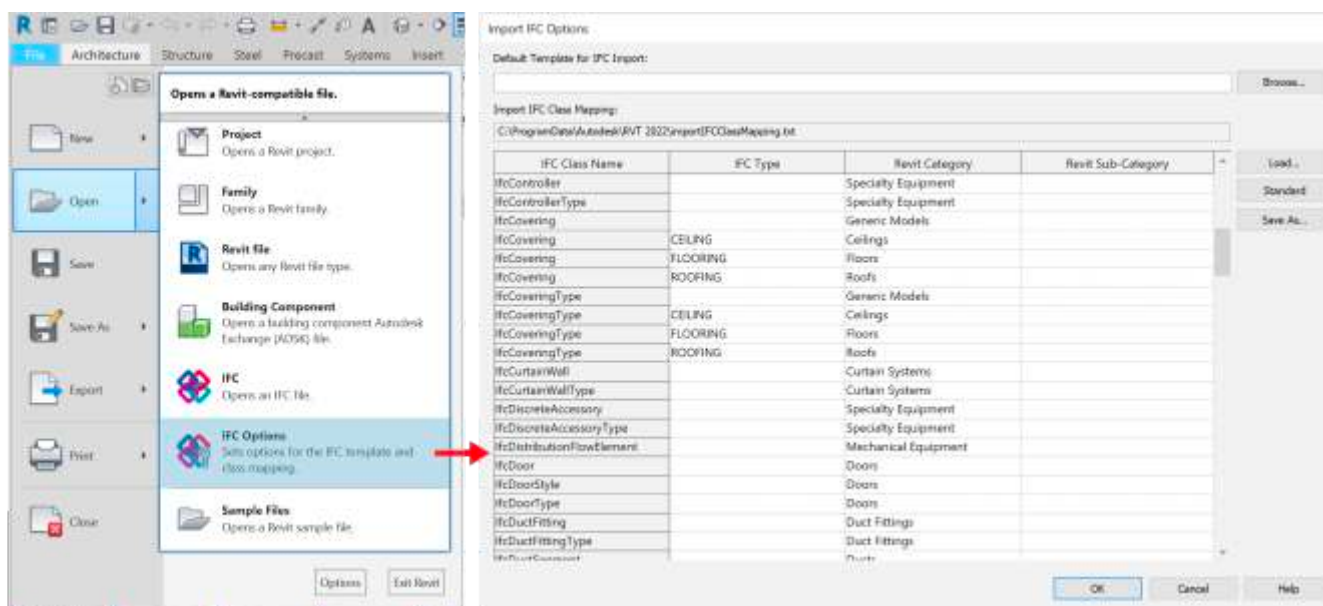 R
A
File Architecture Structure Steel Precast Systems Insert
Opens a Revit-compatible file.
New
Open
Save
Save As
Export
Print
Close
Project
Opens a Revit project.
Family
Opens a Revit family.
Revit file
Opens any Revit file type.
Building Component
Opens a building component Autodesk
Exchange (ADSK) file.
IFC
Opens an IFC file.
IFC Options
Sets options for the IFC template and
class mapping.
Sample Files
Opens a Revit sample file.
Options Exit Revit
Import IFC Options
Default Template for IFC Import:
Browse...
Import IFC Class Mapping:
C:\ProgramData\Autodesk\RVT 2022\importIFCClassMapping.txt
IFC Class Name IFC Type Revit Category Revit Sub-Category
Load...
Standard
Save As...
IfcController Specialty Equipment
IfcControllerType Specialty Equipment
IfcCovering Generic Models
IfcCovering CEILING Ceilings
IfcCovering FLOORING Floors
IfcCovering ROOFING Roofs
IfcCoveringType Generic Models
IfcCoveringType CEILING Ceilings
IfcCoveringType FLOORING Floors
IfcCoveringType ROOFING Roofs
IfcCurtainWall Curtain Systems
IfcCurtainWallType Curtain Systems
IfcDiscreteAccessory Specialty Equipment
IfcDiscreteAccessoryType Specialty Equipment
IfcDistributionFlowElement Mechanical Equipment
IfcDoor Doors
IfcDoorStyle Doors
IfcDoorType Doors
IfcDuctFitting Duct Fittings
IfcDuctFittingType Duct Fittings
IfcDuctSegment Ducts
OK Cancel Help